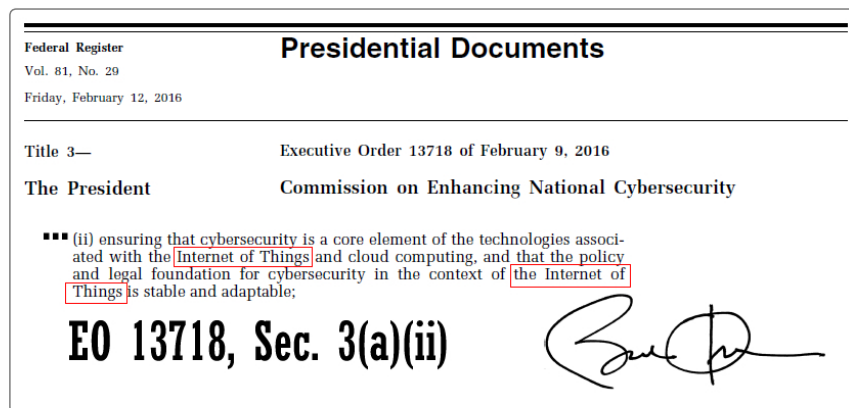 Federal Register
Vol. 81, No. 29
Friday, February 12, 2016
Presidential Documents
Title 3—
Executive Order 13718 of February 9, 2016
The President
Commission on Enhancing National Cybersecurity
(ii) ensuring that cybersecurity is a core element of the technologies associ-
ated with the Internet of Things and cloud computing, and that the policy
and legal foundation for cybersecurity in the context of the Internet of
Things is stable and adaptable;
EO 13718, Sec. 3(a)(ii)